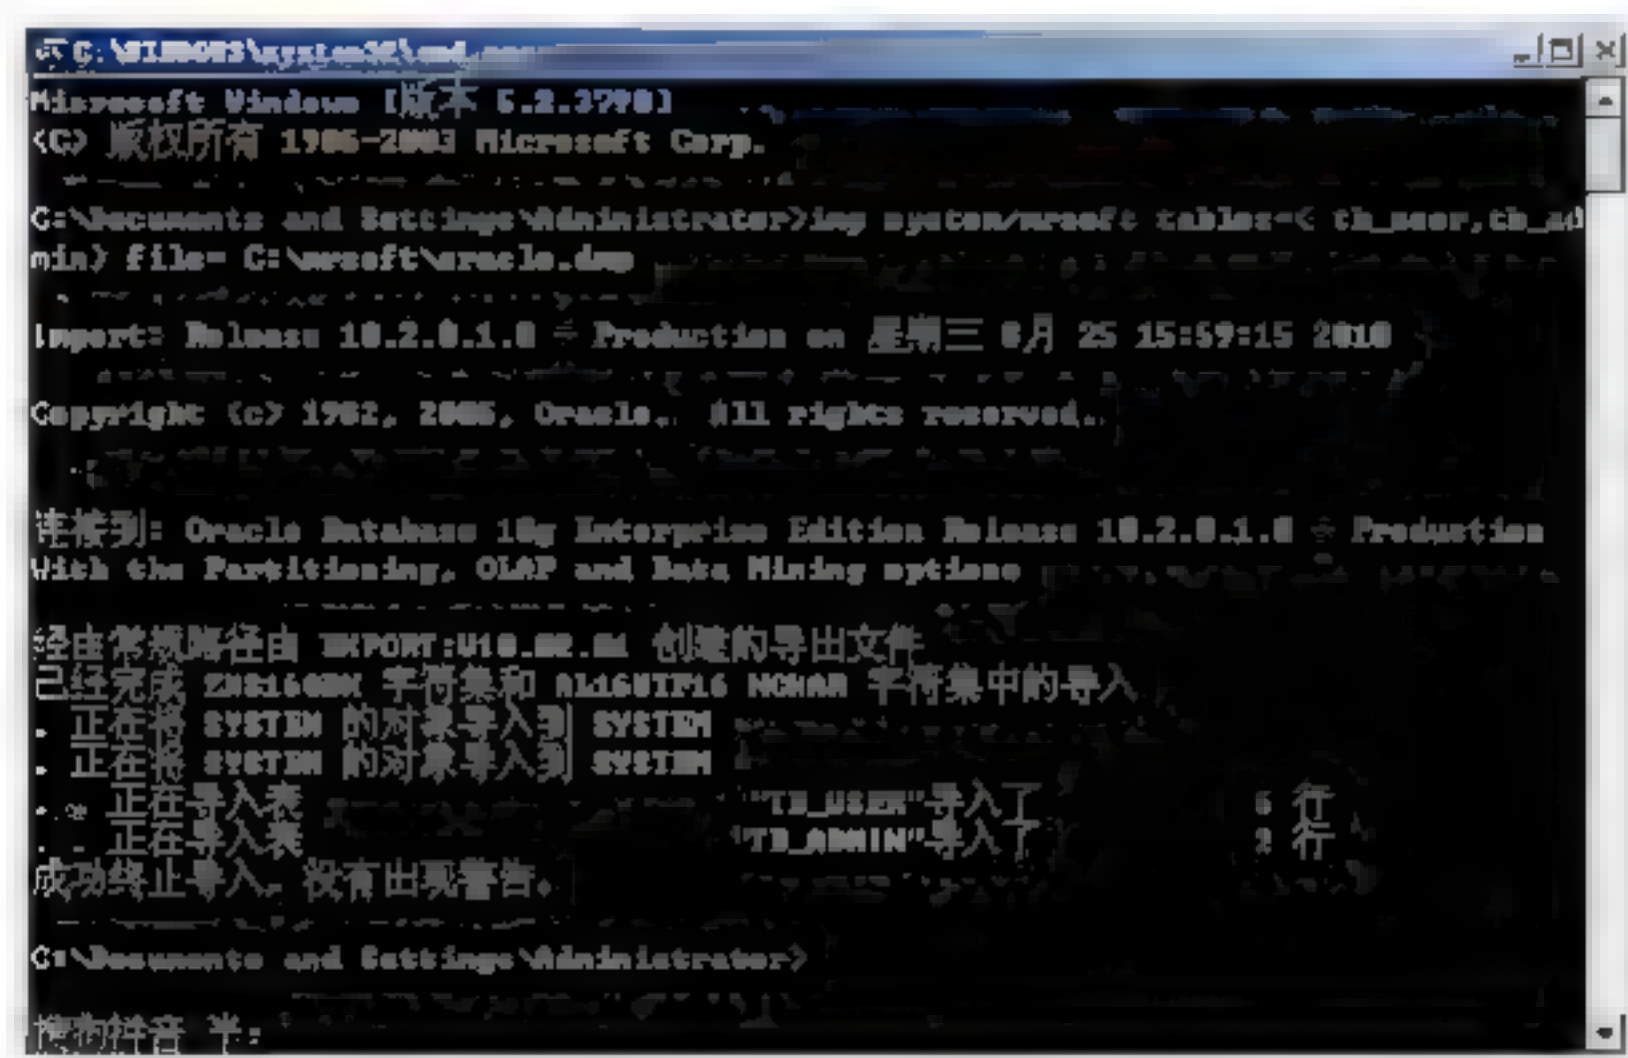 C:\WINDOWS\system32\cmd.exe
Microsoft Windows [版本 5.2.3790]
(C) 版权所有 1985-2003 Microsoft Corp.
C:\Documents and Settings\Administrator>imp system/mrsoft tables=( tb_user,tb_ad
min) file= C:\mrsoft\oracle.dmp
Import: Release 10.2.0.1.0 - Production on 星期三 8月 25 15:59:15 2010
Copyright (c) 1982, 2005, Oracle. All rights reserved.
连接到: Oracle Database 10g Enterprise Edition Release 10.2.0.1.0 - Production
With the Partitioning, OLAP and Data Mining options
经由常规路径由 EXPORT:V10.02.01 创建的导出文件
已经完成 ZHS16GBK 字符集和 AL16UTF16 NCHAR 字符集中的导入
. 正在将 SYSTEM 的对象导入到 SYSTEM
. 正在将 SYSTEM 的对象导入到 SYSTEM
. . 正在导入表 "TB_USER"导入了 行
. . 正在导入表 "TB_ADMIN"导入了 行
成功终止导入, 没有出现警告。
C:\Documents and Settings\Administrator>
搜狗拼音 半: